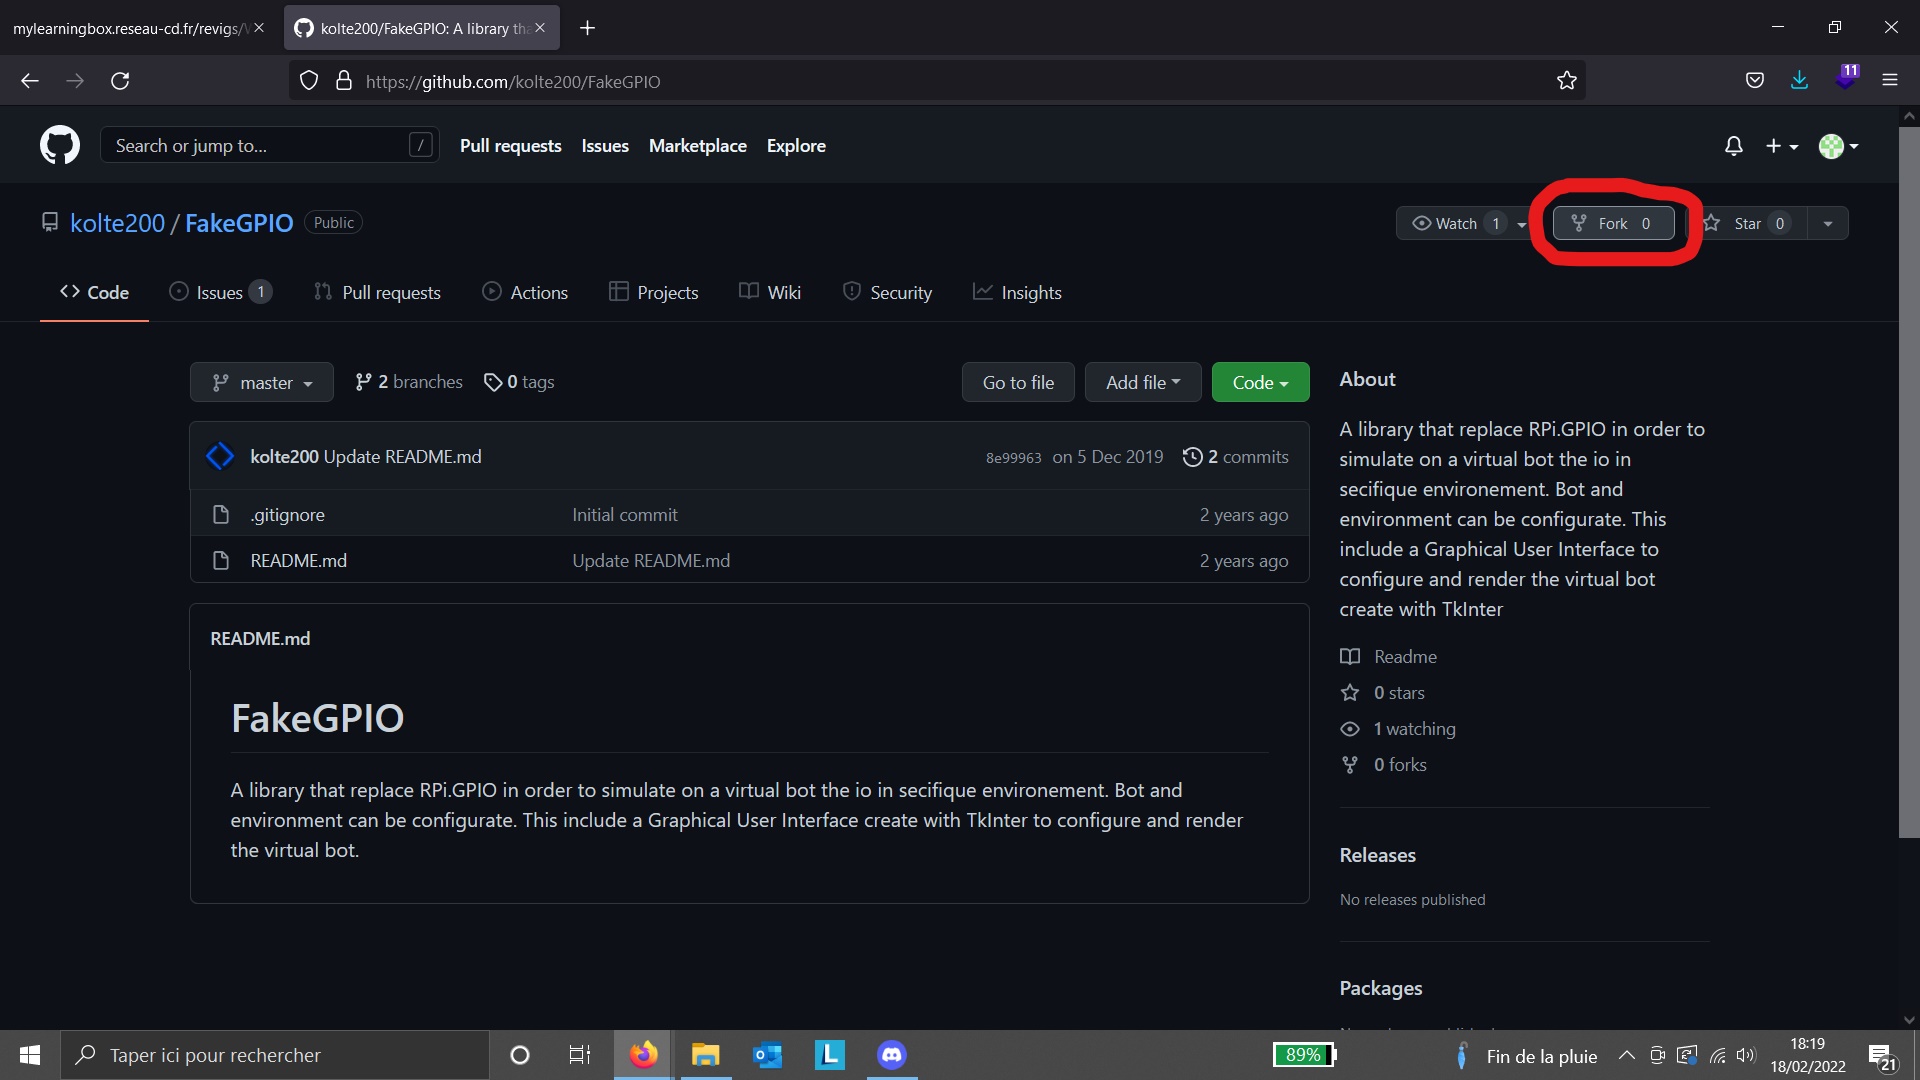 mylearningbox.reseau-cd.fr/revigs/
kolte200/FakeGPIO: A library tha
https://github.com/kolte200/FakeGPIO
11
Search or jump to...
/
Pull requests Issues Marketplace Explore
kolte200 / FakeGPIO Public
Watch 1
Fork 0
Star 0
Code
Issues 1
Pull requests
Actions
Projects
Wiki
Security
Insights
master
2 branches
0 tags
Go to file
Add file
Code
kolte200 Update README.md
8e99963 on 5 Dec 2019
2 commits
.gitignore Initial commit 2 years ago
README.md Update README.md 2 years ago
README.md
FakeGPIO
A library that replace RPi.GPIO in order to simulate on a virtual bot the io in secifique environement. Bot and
environment can be configurate. This include a Graphical User Interface create with TkInter to configure and render
the virtual bot.
About
A library that replace RPi.GPIO in order to
simulate on a virtual bot the io in
secifique environement. Bot and
environment can be configurate. This
include a Graphical User Interface to
configure and render the virtual bot
create with TkInter
Readme
0 stars
1 watching
0 forks
Releases
No releases published
Packages
Taper ici pour rechercher
L
89%
Fin de la pluie
18:19
18/02/2022
21